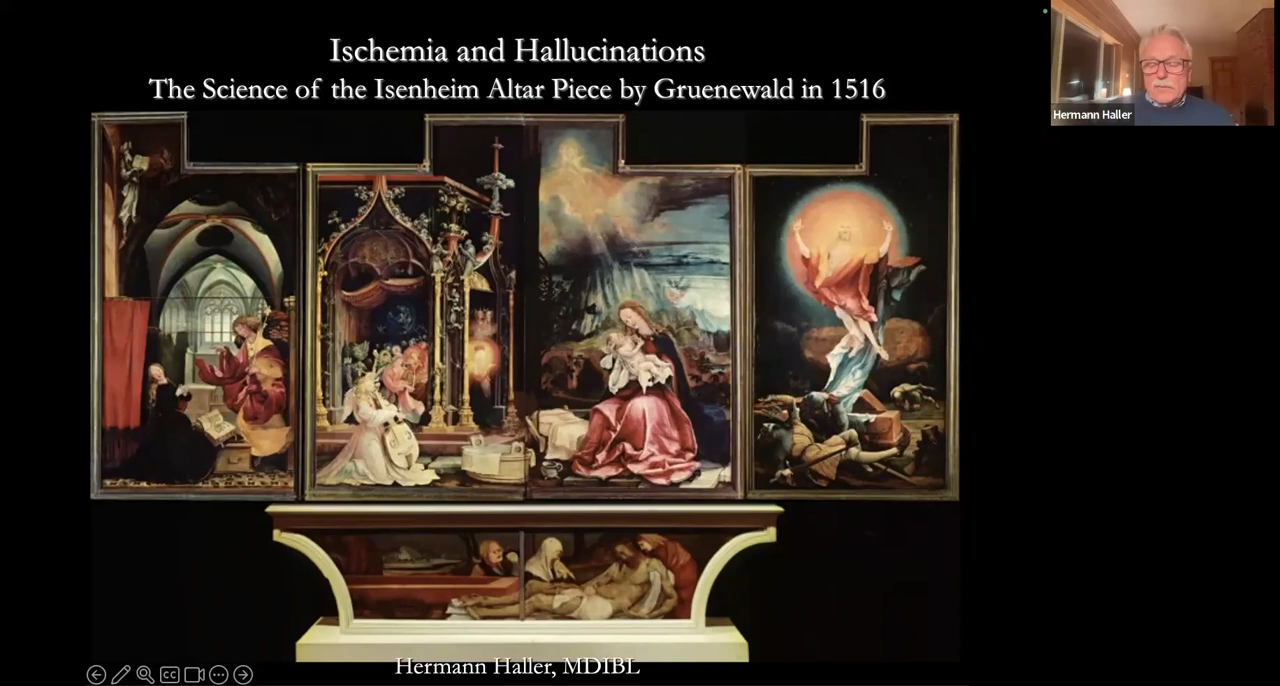 Ischemia and Hallucinations
The Science of the Isenheim Altar Piece by Gruenewald in 1516
Hermann Haller
Hermann Haller, MDIBL
CC